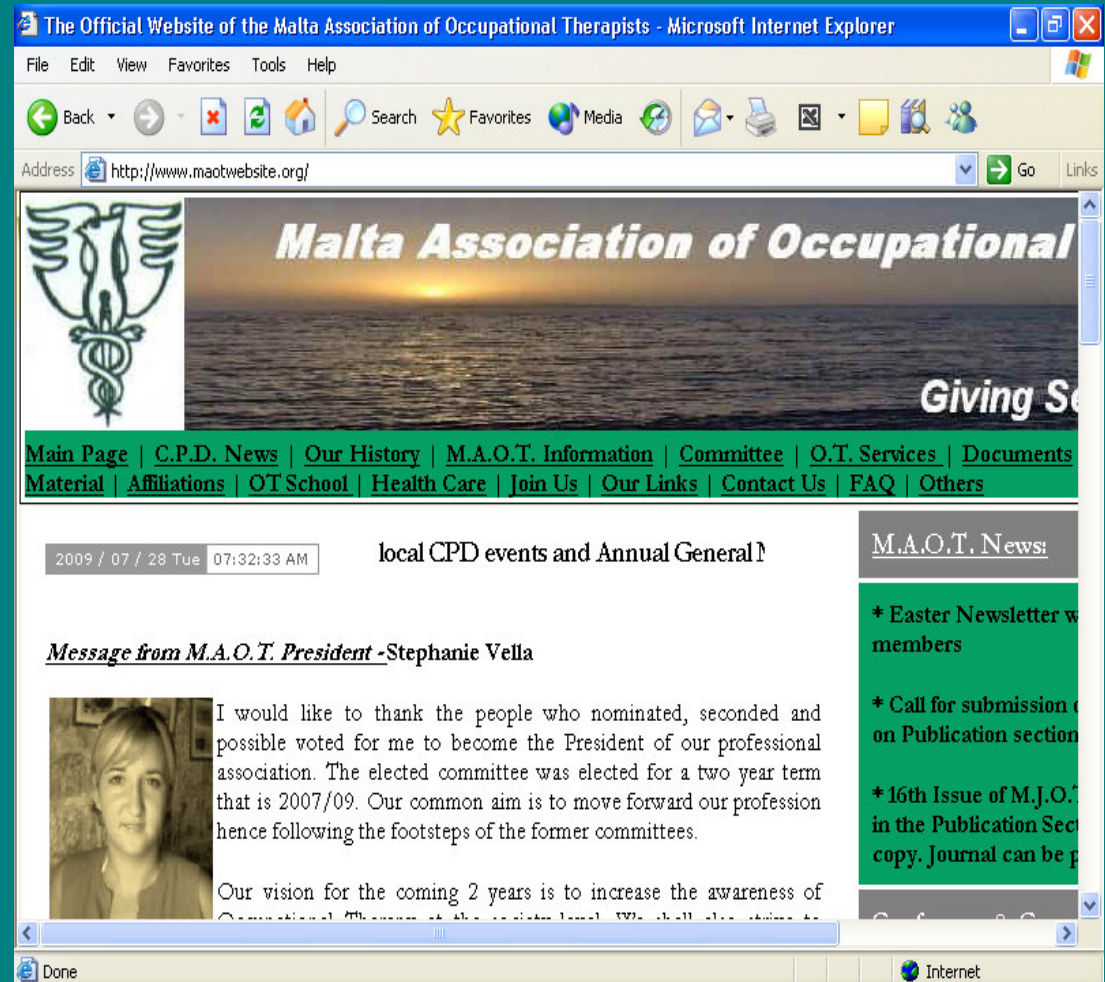 The Official Website of the Malta Association of Occupational Therapists - Microsoft Internet Explorer
File Edit View Favorites Tools Help
Back Search Favorites Media
Address http://www.maotwebsite.org/ Go Links
Malta Association of Occupational
Giving Se
Main Page | C.P.D. News | Our History | M.A.O.T. Information | Committee | O.T. Services | Documents
Material | Affiliations | OT School | Health Care | Join Us | Our Links | Contact Us | FAQ | Others
2009 / 07 / 28 Tue 07:32:33 AM
local CPD events and Annual General
Message from M.A.O.T. President -Stephanie Vella
I would like to thank the people who nominated, seconded and
possible voted for me to become the President of our professional
association. The elected committee was elected for a two year term
that is 2007/09. Our common aim is to move forward our profession
hence following the footsteps of the former committees.
Our vision for the coming 2 years is to increase the awareness of
M.A.O.T. News:
* Easter Newsletter w
members
* Call for submission
on Publication section
* 16th Issue of M.J.O.T
in the Publication Sect
copy. Journal can be p
Done Internet